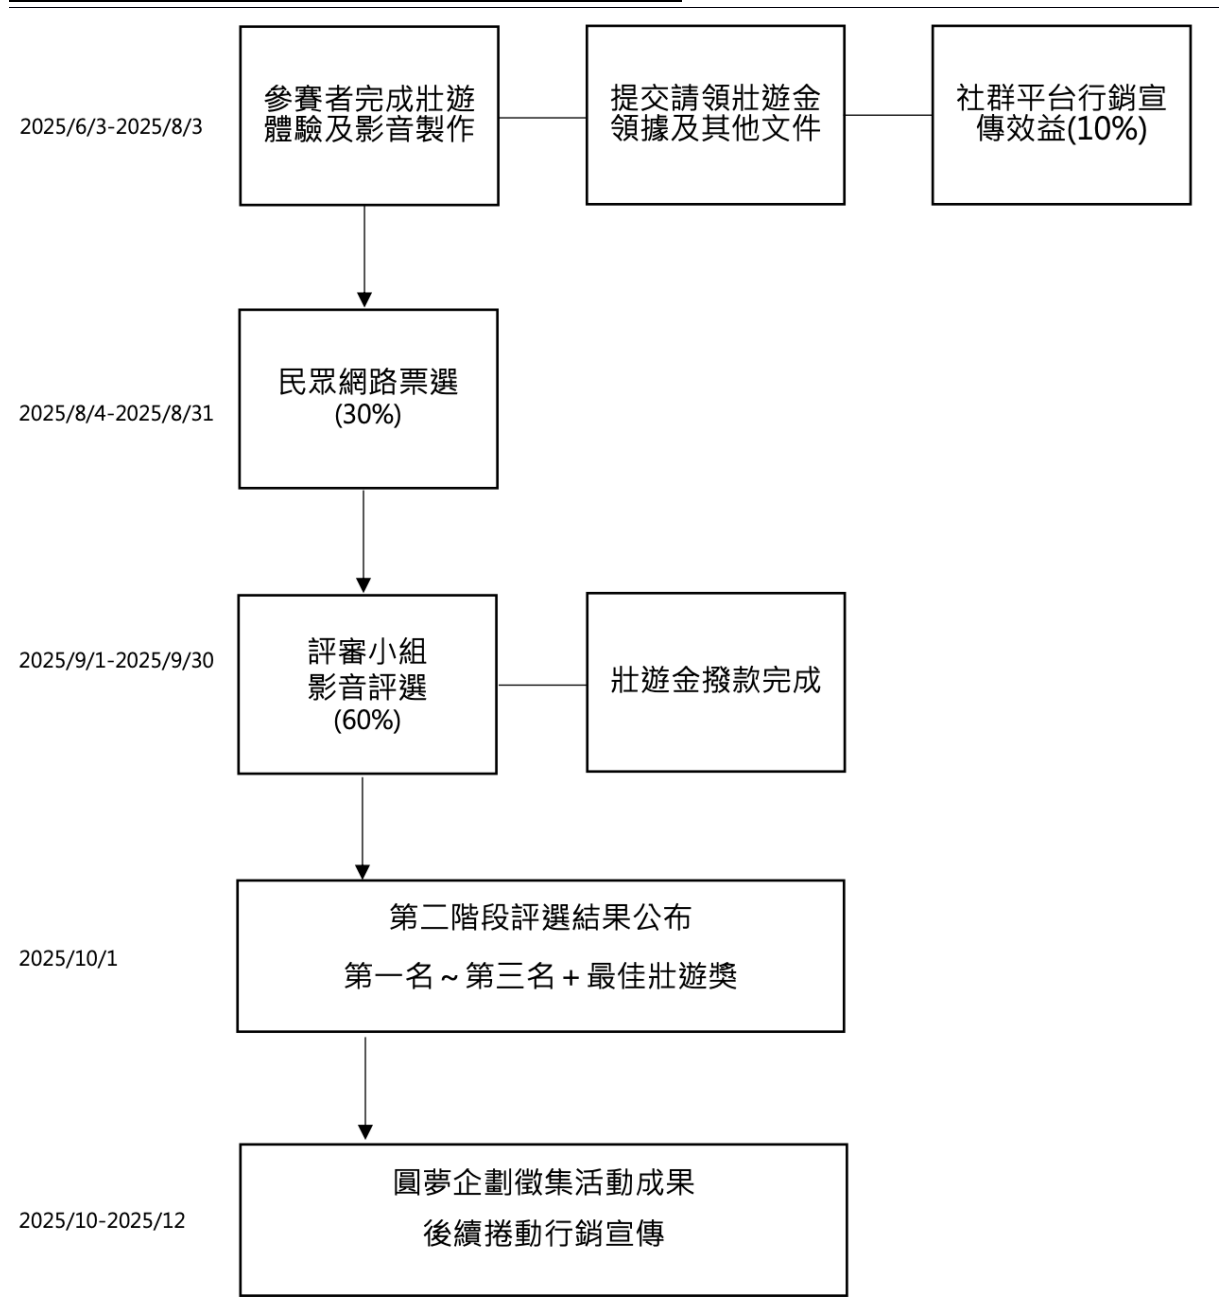 2025/6/3-2025/8/3
參賽者完成壯遊
體驗及影音製作
提交請領壯遊金
領據及其他文件
社群平台行銷宣
傳效益(10%)
2025/8/4-2025/8/31
民眾網路票選
(30%)
2025/9/1-2025/9/30
評審小組
影音評選
(60%)
壯遊金撥款完成
2025/10/1
第二階段評選結果公布
第一名~第三名+最佳壯遊獎
2025/10-2025/12
圓夢企劃徵集活動成果
後續捲動行銷宣傳